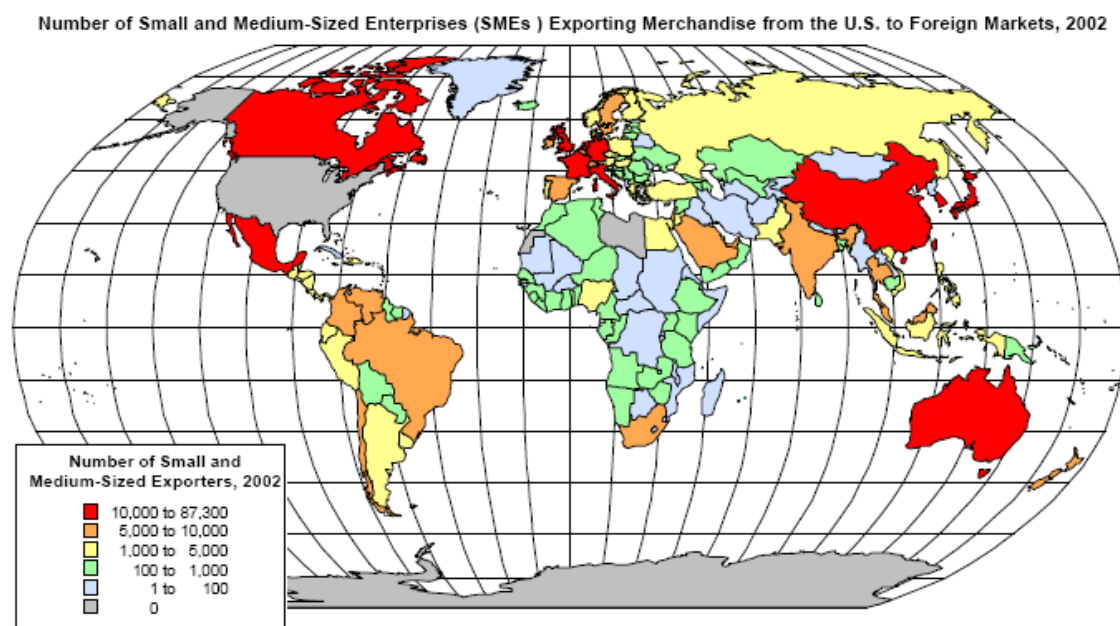 Number of Small and Medium-Sized Enterprises (SMEs ) Exporting Merchandise from the U.S. to Foreign Markets, 2002
Number of Small and
Medium-Sized Exporters, 2002
10,000 to 87,300
5,000 to 10,000
1,000 to 5,000
100 to 1,000
1 to 100
0